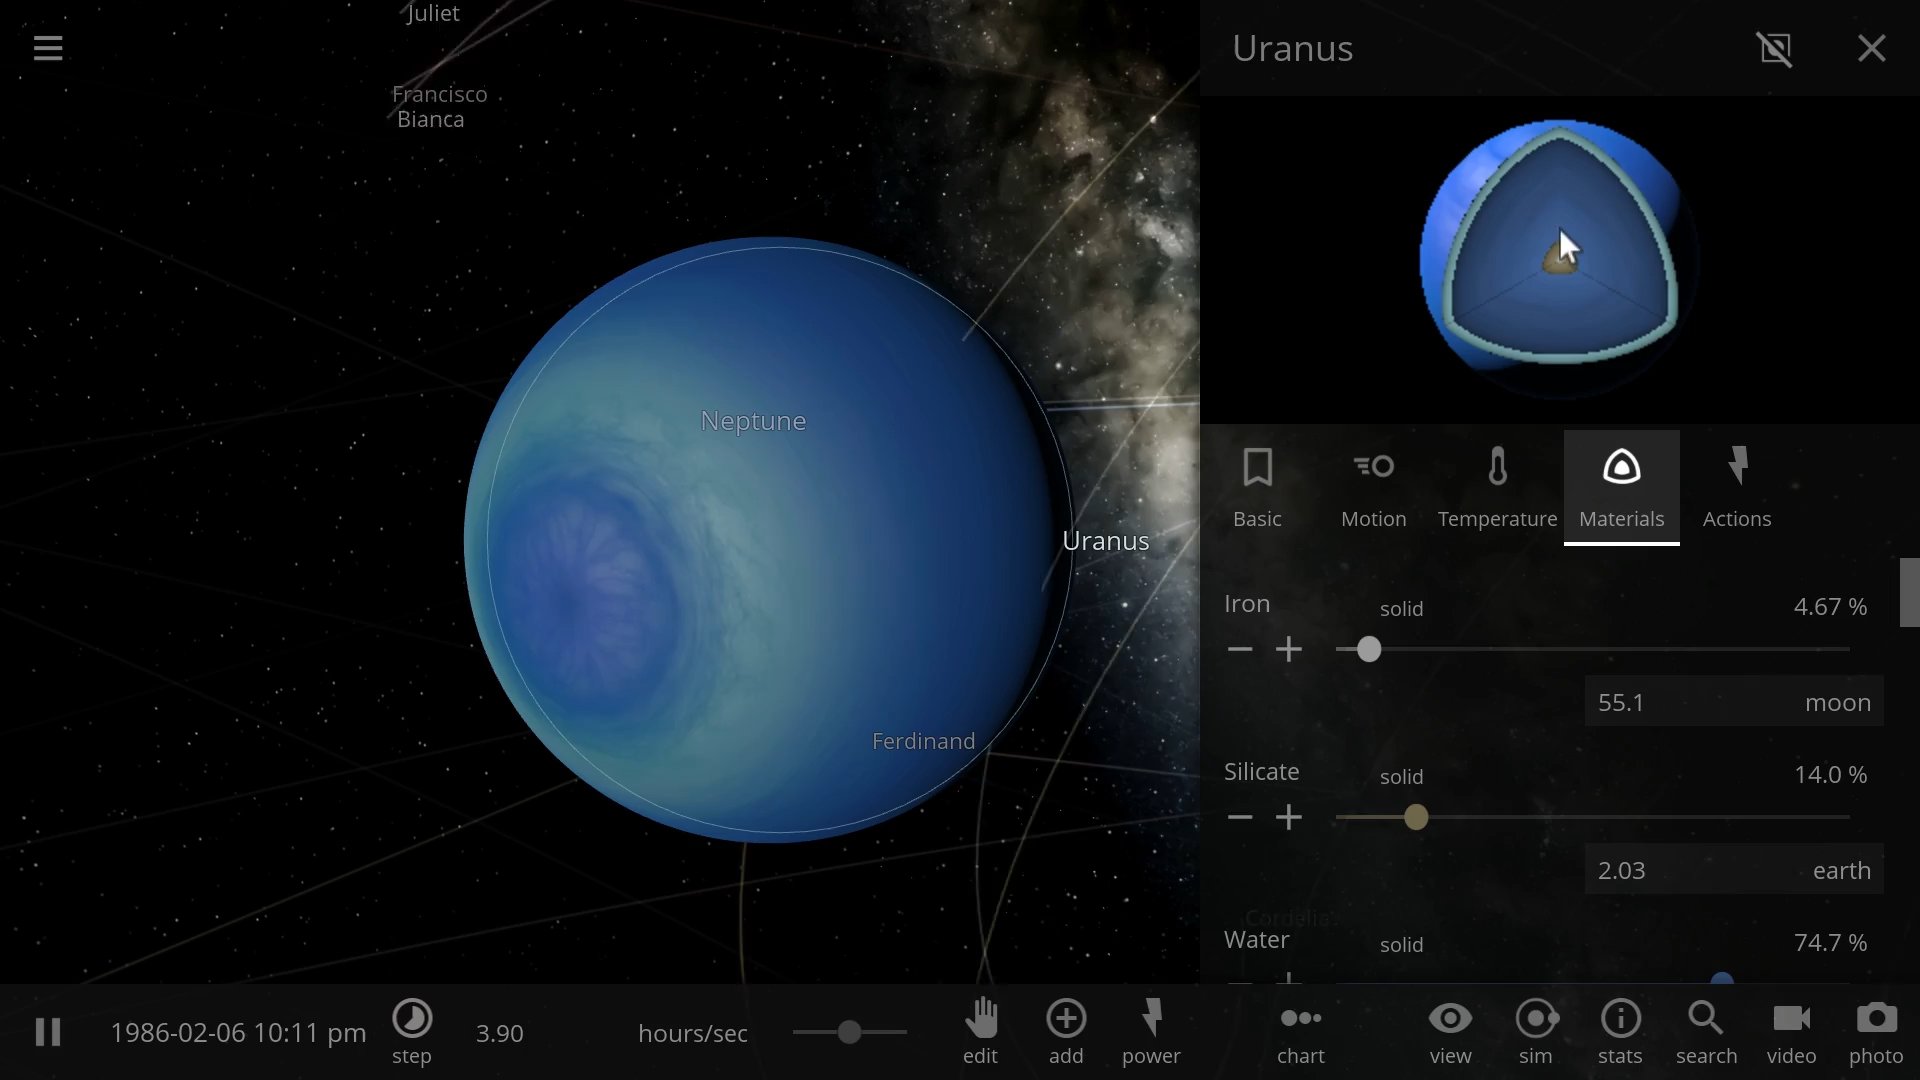 Juliet
Francisco
Bianca
Neptune
Uranus
Ferdinand
Uranus
Basic Motion Temperature Materials Actions
Iron solid 4.67 %
55.1 moon
Silicate solid 14.0 %
2.03 earth
Cordelia
Water solid 74.7 %
1986-02-06 10:11 pm step 3.90 hours/sec edit add power chart view sim stats search video photo